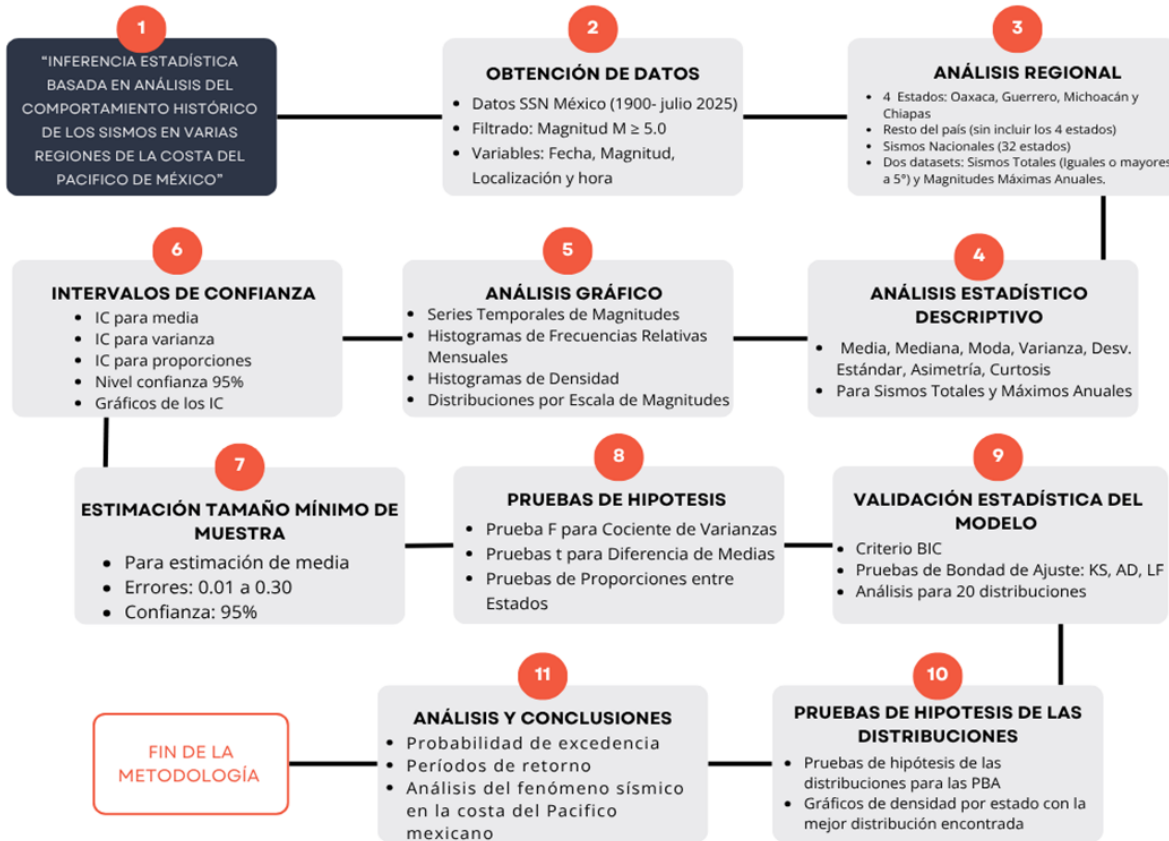 1
“INFERENCIA ESTADÍSTICA
BASADA EN ANÁLISIS DEL
COMPORTAMIENTO HISTÓRICO
DE LOS SISMOS EN VARIAS
REGIONES DE LA COSTA DEL
PACIFICO DE MÉXICO”
2
OBTENCIÓN DE DATOS
• Datos SSN México (1900- julio 2025)
• Filtrado: Magnitud M ≥ 5.0
• Variables: Fecha, Magnitud,
Localización y hora
3
ANÁLISIS REGIONAL
• 4 Estados: Oaxaca, Guerrero, Michoacán y
Chiapas
• Resto del país (sin incluir los 4 estados)
• Sismos Nacionales (32 estados)
• Dos datasets: Sismos Totales (Iguales o mayores
a 5°) y Magnitudes Máximas Anuales.
4
ANÁLISIS ESTADÍSTICO
DESCRIPTIVO
• Media, Mediana, Moda, Varianza, Desv.
Estándar, Asimetría, Curtosis
• Para Sismos Totales y Máximos Anuales
5
ANÁLISIS GRÁFICO
• Series Temporales de Magnitudes
• Histogramas de Frecuencias Relativas
Mensuales
• Histogramas de Densidad
• Distribuciones por Escala de Magnitudes
6
INTERVALOS DE CONFIANZA
• IC para media
• IC para varianza
• IC para proporciones
• Nivel confianza 95%
• Gráficos de los IC
7
ESTIMACIÓN TAMAÑO MÍNIMO DE
MUESTRA
• Para estimación de media
• Errores: 0.01 a 0.30
• Confianza: 95%
8
PRUEBAS DE HIPOTESIS
• Prueba F para Cociente de Varianzas
• Pruebas t para Diferencia de Medias
• Pruebas de Proporciones entre
Estados
9
VALIDACIÓN ESTADÍSTICA DEL
MODELO
• Criterio BIC
• Pruebas de Bondad de Ajuste: KS, AD, LF
• Análisis para 20 distribuciones
10
PRUEBAS DE HIPOTESIS DE LAS
DISTRIBUCIONES
• Pruebas de hipótesis de las
distribuciones para las PBA
• Gráficos de densidad por estado con la
mejor distribución encontrada
11
ANÁLISIS Y CONCLUSIONES
• Probabilidad de excedencia
• Períodos de retorno
• Análisis del fenómeno sísmico
en la costa del Pacifico
mexicano
FIN DE LA
METODOLOGÍA